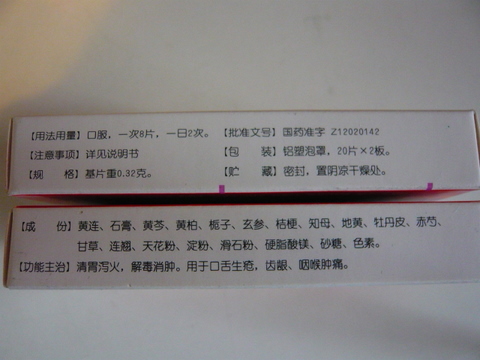 【用法用量】口服，一次8片，一日2次。【批准文号】国药准字 Z12020142
【注意事项】详见说明书 【包 装】铝塑泡罩，20片×2板。
【规 格】基片重0.32克。 【贮 藏】密封，置阴凉干燥处。
【成 份】黄连、石膏、黄芩、黄柏、栀子、玄参、桔梗、知母、地黄、牡丹皮、赤芍、
甘草、连翘、天花粉、淀粉、滑石粉、硬脂酸镁、砂糖、色素。
【功能主治】清胃泻火，解毒消肿。用于口舌生疮，齿龈、咽喉肿痛。